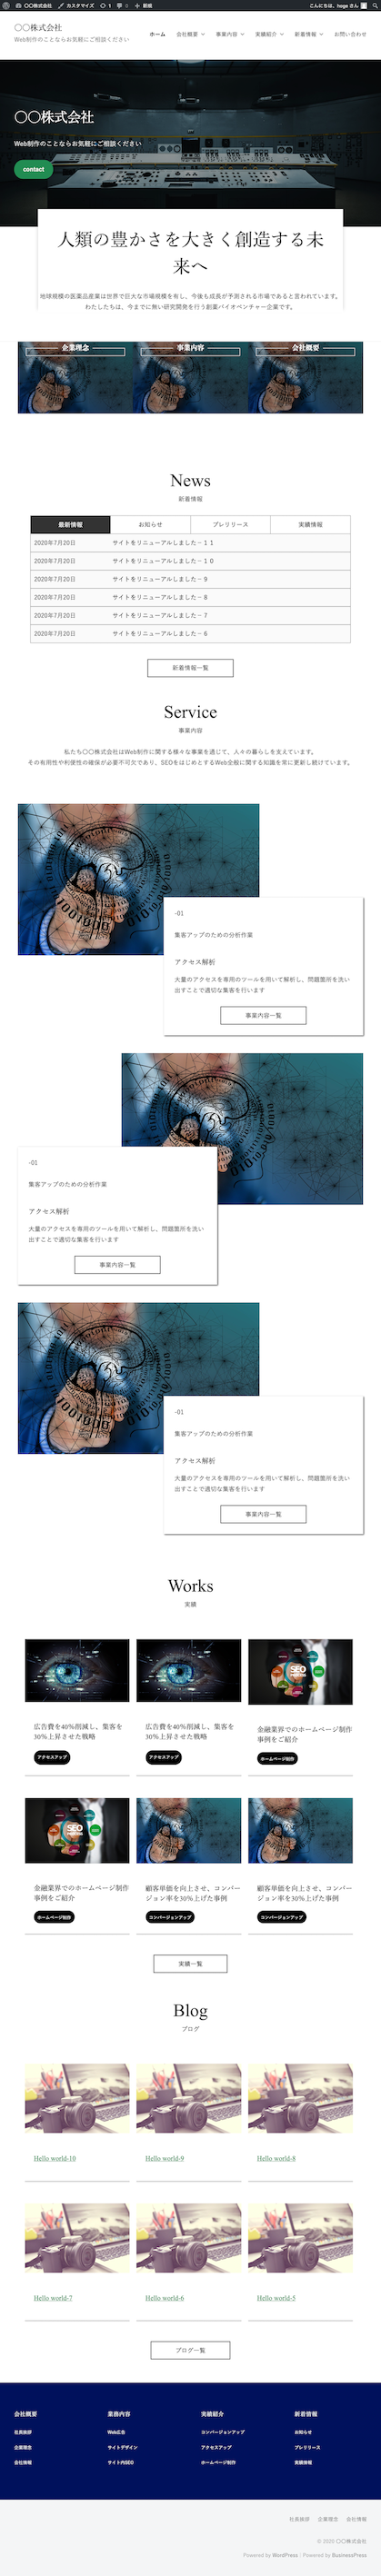 〇〇株式会社 カスタマイズ 1 0 新規 こんにちは、hoge さん
〇〇株式会社
Web制作のことならお気軽にご相談ください
ホーム 会社概要 事業内容 実績紹介 新着情報 お問い合わせ
〇〇株式会社
Web制作のことならお気軽にご相談ください
contact
人類の豊かさを大きく創造する未
来へ
地球規模の医薬品産業は世界で巨大な市場規模を有し、今後も成長が予測される市場であると言われています。
わたしたちは、今までに無い研究開発を行う創薬バイオベンチャー企業です。
企業理念 事業内容 会社概要
News
新着情報
最新情報 お知らせ プレリリース 実績情報
2020年7月20日 サイトをリニューアルしました－１１
2020年7月20日 サイトをリニューアルしました－１０
2020年7月20日 サイトをリニューアルしました－９
2020年7月20日 サイトをリニューアルしました－８
2020年7月20日 サイトをリニューアルしました－７
2020年7月20日 サイトをリニューアルしました－６
新着情報一覧
Service
事業内容
私たち〇〇株式会社はWeb制作に関する様々な事業を通じて、人々の暮らしを支えています。
その有用性や利便性の確保が必要不可欠であり、SEOをはじめとするWeb全般に関する知識を常に更新し続けています。
-01
集客アップのための分析作業
アクセス解析
大量のアクセスを専用のツールを用いて解析し、問題箇所を洗い
出すことで適切な集客を行います
事業内容一覧
-01
集客アップのための分析作業
アクセス解析
大量のアクセスを専用のツールを用いて解析し、問題箇所を洗い
出すことで適切な集客を行います
事業内容一覧
-01
集客アップのための分析作業
アクセス解析
大量のアクセスを専用のツールを用いて解析し、問題箇所を洗い
出すことで適切な集客を行います
事業内容一覧
Works
実績
SEO
広告費を40%削減し、集客を
30%上昇させた戦略
アクセスアップ
広告費を40%削減し、集客を
30%上昇させた戦略
アクセスアップ
金融業界でのホームページ制作
事例をご紹介
ホームページ制作
SEO
金融業界でのホームページ制作
事例をご紹介
ホームページ制作
顧客単価を向上させ、コンバー
ジョン率を30%上げた事例
コンバージョンアップ
顧客単価を向上させ、コンバー
ジョン率を30%上げた事例
コンバージョンアップ
実績一覧
Blog
ブログ
Hello world-10 Hello world-9 Hello world-8
Hello world-7 Hello world-6 Hello world-5
ブログ一覧
会社概要 業務内容 実績紹介 新着情報
社長挨拶 Web広告 コンバージョンアップ お知らせ
企業理念 サイトデザイン アクセスアップ プレリリース
会社情報 サイト内SEO ホームページ制作 実績情報
社長挨拶 企業理念 会社情報
© 2020 〇〇株式会社
Powered by WordPress | Powered by BusinessPress